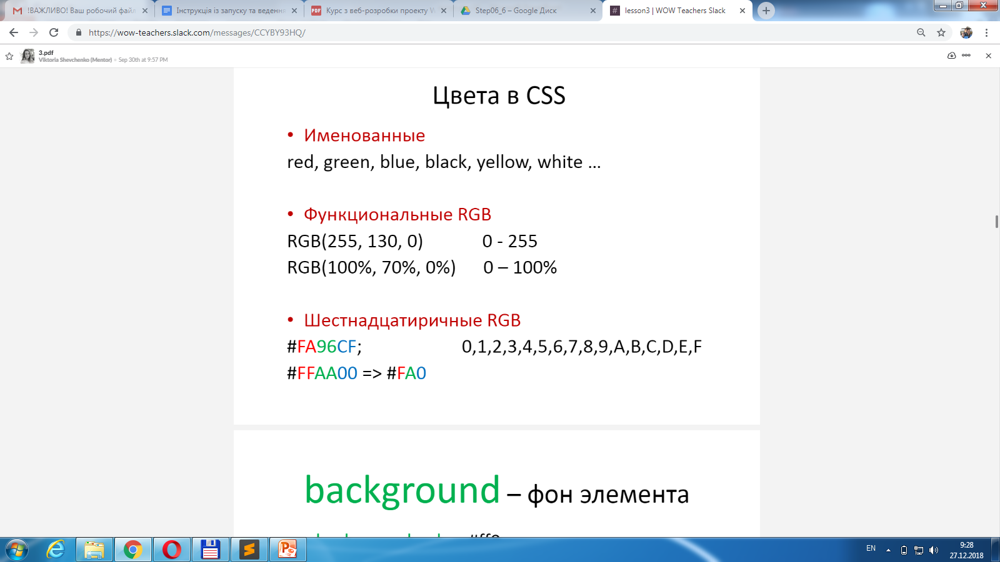 !ВАЖЛИВО! Ваш робочий файл
Інструкція із запуску та ведення
PDF Курс з веб-розробки проекту W
Step06_6 – Google Диск
# lesson3 | WOW Teachers Slack
https://wow-teachers.slack.com/messages/CCYBY93HQ/
3.pdf
Viktoria Shevchenko (Mentor) Sep 30th at 9:57 PM
Цвета в CSS
• Именованные
red, green, blue, black, yellow, white ...
• Функциональные RGB
RGB(255, 130, 0) 0 - 255
RGB(100%, 70%, 0%) 0 – 100%
• Шестнадцатиричные RGB
#FA96CF; 0,1,2,3,4,5,6,7,8,9,A,B,C,D,E,F
#FFAA00 => #FA0
background – фон элемента
EN
9:28
27.12.2018